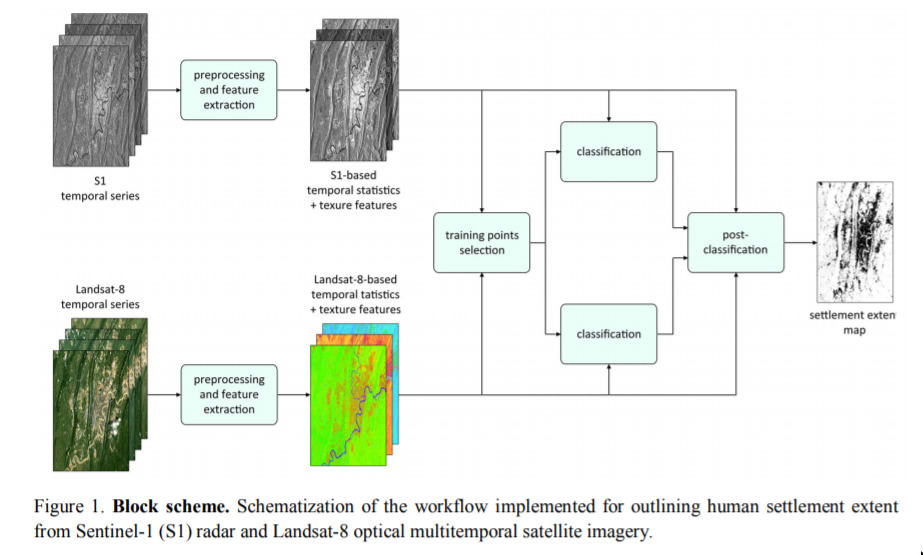 preprocessing
and feature
extraction
S1
temporal series
S1-based
temporal statistics
+ texure features
classification
training points
selection
post-
classification
Landsat-8
temporal series
Landsat-8-based
temporal tatistics
+ texture features
settlement exten
map
classification
preprocessing
and feature
extraction
Figure 1. Block scheme. Schematization of the workflow implemented for outlining human settlement extent
from Sentinel-1 (S1) radar and Landsat-8 optical multitemporal satellite imagery.